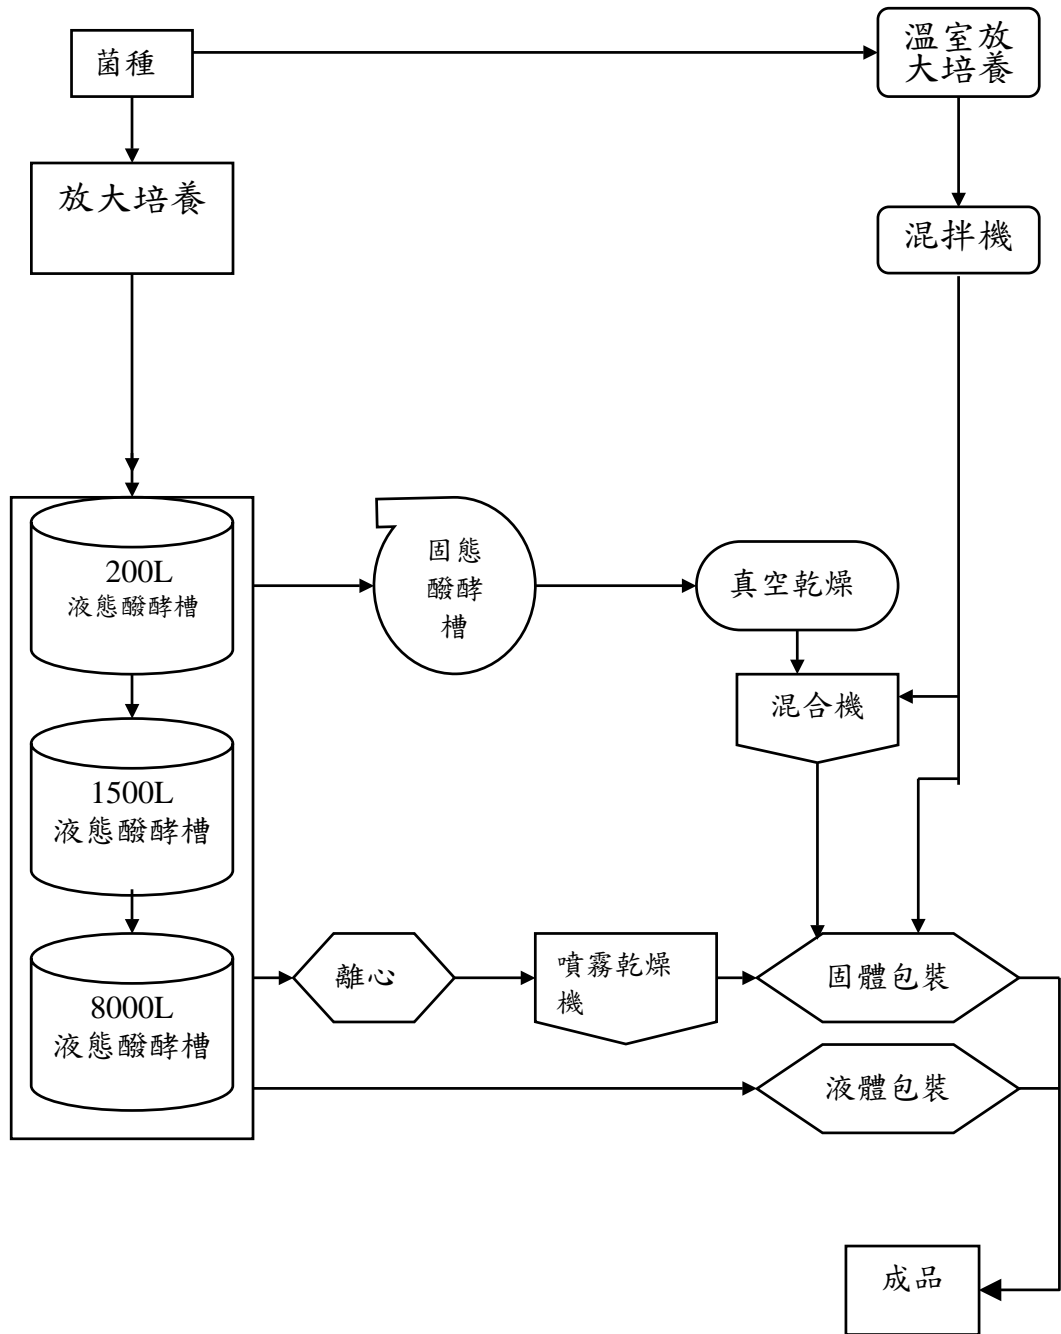 菌種
溫室放
大培養
放大培養
混拌機
200L
液態醱酵槽
固態
醱酵
槽
真空乾燥
混合機
1500L
液態醱酵槽
8000L
液態醱酵槽
離心
噴霧乾燥
機
固體包裝
液體包裝
成品